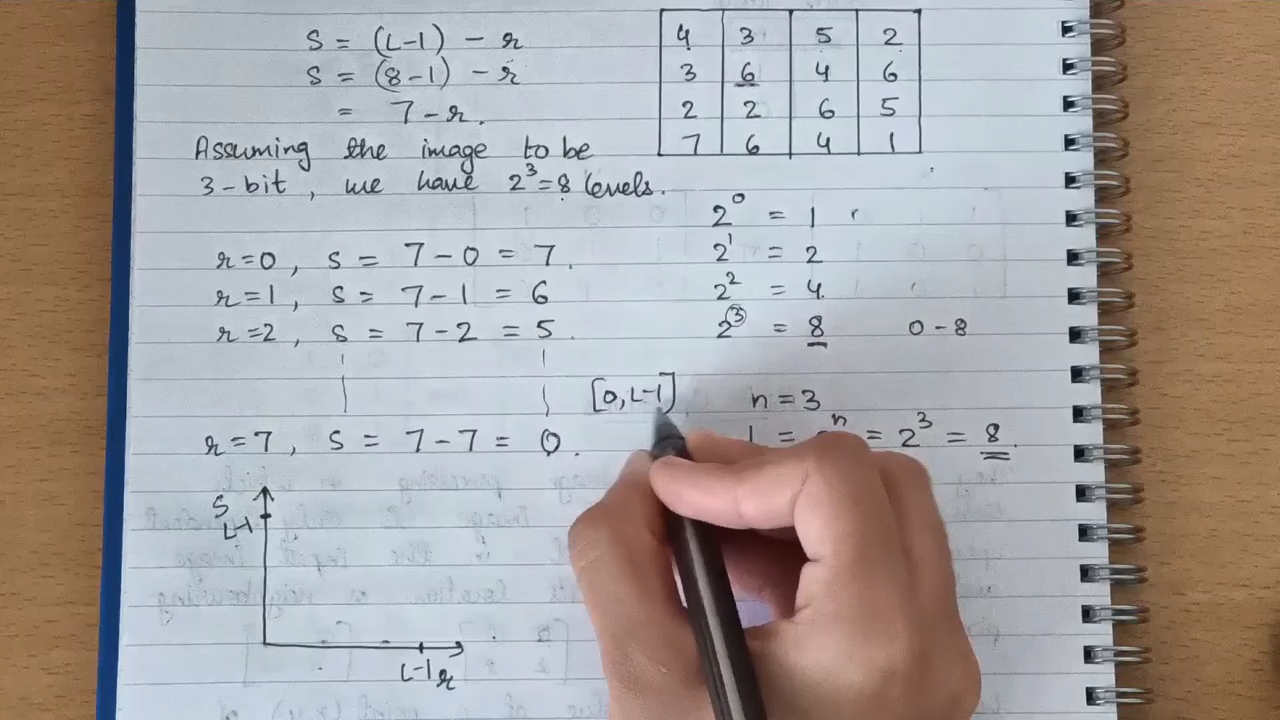 S = (L-1) - r
S = (8-1) - r
= 7 - r.
Assuming the image to be
3-bit, we have 2³=8 levels.
4 3 5 2
3 6 4 6
2 2 6 5
7 6 4 1
r=0, S = 7-0 = 7.
r=1, S = 7-1 = 6
r=2, S = 7-2 = 5.
r=7, S = 7-7 = 0.
2⁰ = 1
2¹ = 2
2² = 4
2³ = 8 0-8
[0, L-1]
n = 3
= 2³ = 8.
S
L-1
L-1 r